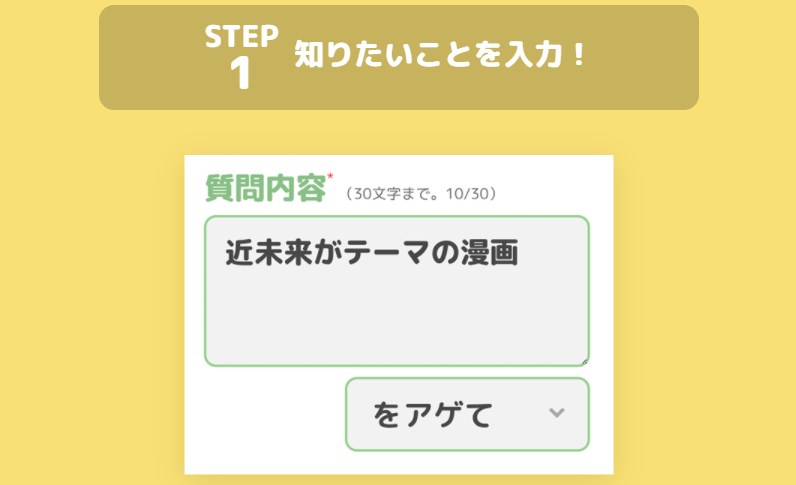 STEP
1
知りたいことを入力！
質問内容* （30文字まで。10/30）
近未来がテーマの漫画
をアゲて